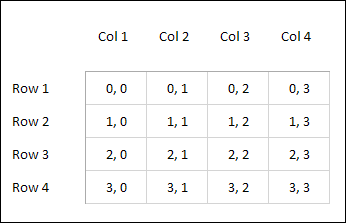 Col 1 Col 2 Col 3 Col 4
Row 1 0, 0 0, 1 0, 2 0, 3
Row 2 1, 0 1, 1 1, 2 1, 3
Row 3 2, 0 2, 1 2, 2 2, 3
Row 4 3, 0 3, 1 3, 2 3, 3